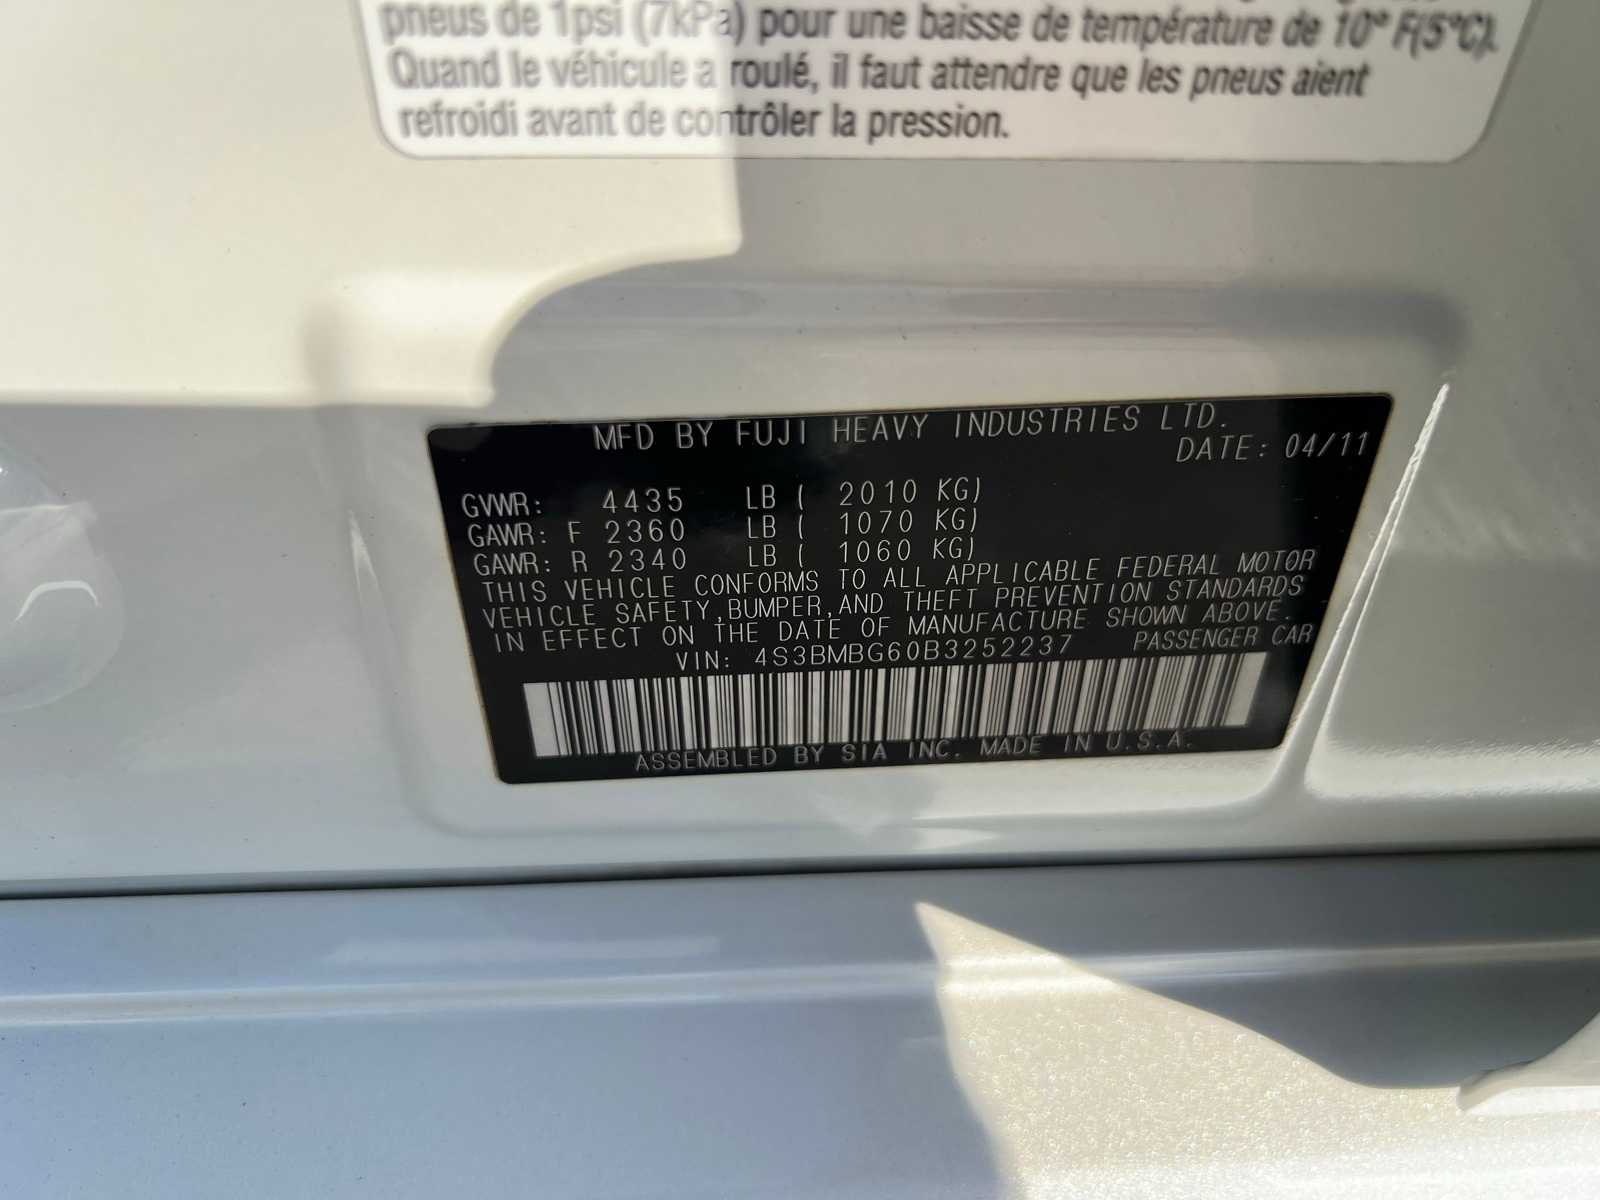 pneus de 1psi (7kPa) pour une baisse de température de 10° F(5°C).
Quand le véhicule a roulé, il faut attendre que les pneus aient
refroidi avant de contrôler la pression.
MFD BY FUJI HEAVY INDUSTRIES LTD.
DATE: 04/11
GVWR: 4435 LB ( 2010 KG)
GAWR: F 2360 LB ( 1070 KG)
GAWR: R 2340 LB ( 1060 KG)
THIS VEHICLE CONFORMS TO ALL APPLICABLE FEDERAL MOTOR
VEHICLE SAFETY,BUMPER,AND THEFT PREVENTION STANDARDS
IN EFFECT ON THE DATE OF MANUFACTURE SHOWN ABOVE.
VIN: 4S3BMBG60B3252237 PASSENGER CAR
ASSEMBLED BY SIA INC. MADE IN U.S.A.